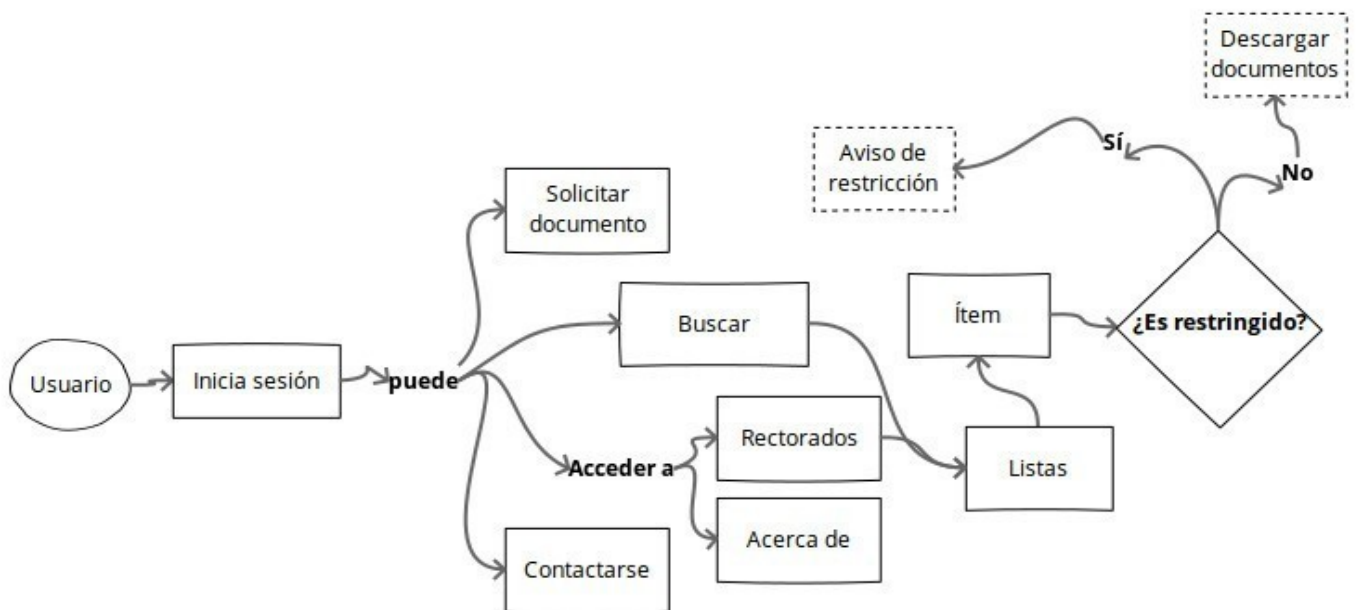 Usuario
Inicia sesión
puede
Solicitar
documento
Buscar
Acceder a
Rectorados
Acerca de
Contactarse
Listas
Ítem
¿Es restringido?
Sí
Aviso de
restricción
No
Descargar
documentos